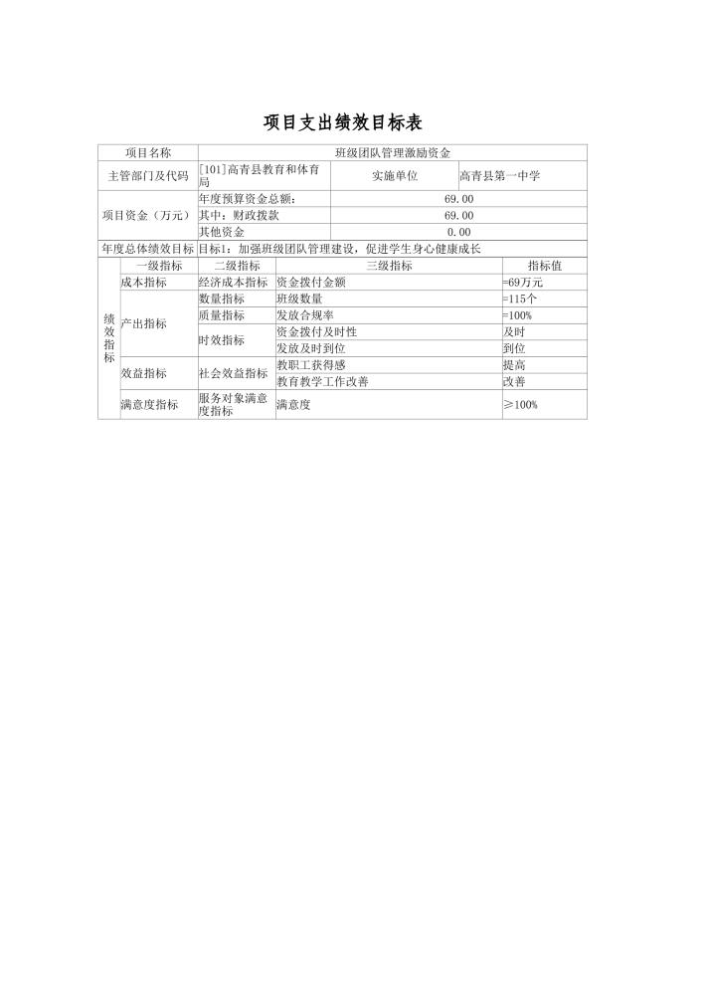 项目支出绩效目标表
项目名称 班级团队管理激励资金
主管部门及代码 [101]高青县教育和体育局 实施单位 高青县第一中学
项目资金（万元） 年度预算资金总额： 69.00
其中：财政拨款 69.00
其他资金 0.00
年度总体绩效目标 目标1：加强班级团队管理建设，促进学生身心健康成长
绩效指标 一级指标 二级指标 三级指标 指标值
成本指标 经济成本指标 资金拨付金额 =69万元
产出指标 数量指标 班级数量 =115个
质量指标 发放合规率 =100%
时效指标 资金拨付及时性 及时
发放及时到位 到位
效益指标 社会效益指标 教职工获得感 提高
教育教学工作改善 改善
满意度指标 服务对象满意度指标 满意度 ≥100%